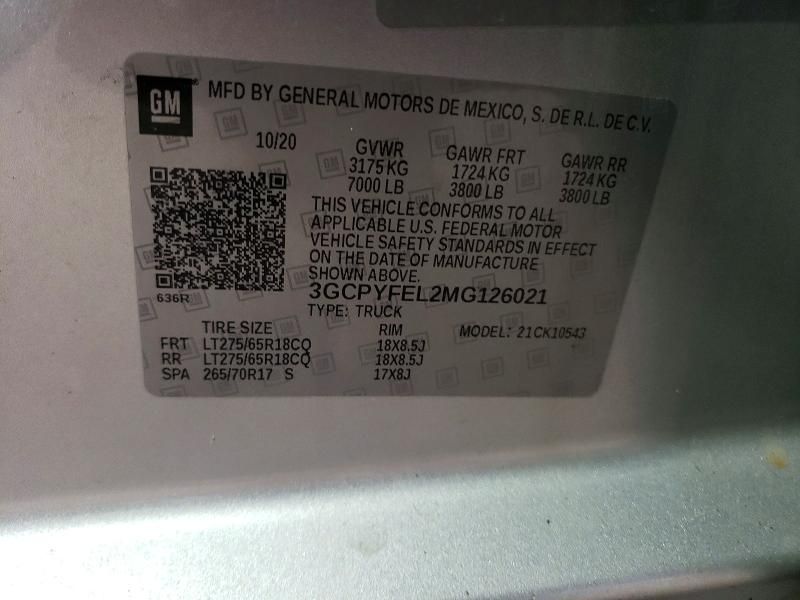 GM MFD BY GENERAL MOTORS DE MEXICO, S. DE R.L. DE C.V.
10/20 GVWR GAWR FRT GAWR RR
3175 KG 1724 KG 1724 KG
7000 LB 3800 LB 3800 LB
THIS VEHICLE CONFORMS TO ALL
APPLICABLE U.S. FEDERAL MOTOR
VEHICLE SAFETY STANDARDS IN EFFECT
ON THE DATE OF MANUFACTURE
SHOWN ABOVE.
636R 3GCPYFEL2MG126021
TYPE: TRUCK
TIRE SIZE RIM MODEL: 21CK10543
FRT LT275/65R18CQ 18X8.5J
RR LT275/65R18CQ 18X8.5J
SPA 265/70R17 S 17X8J